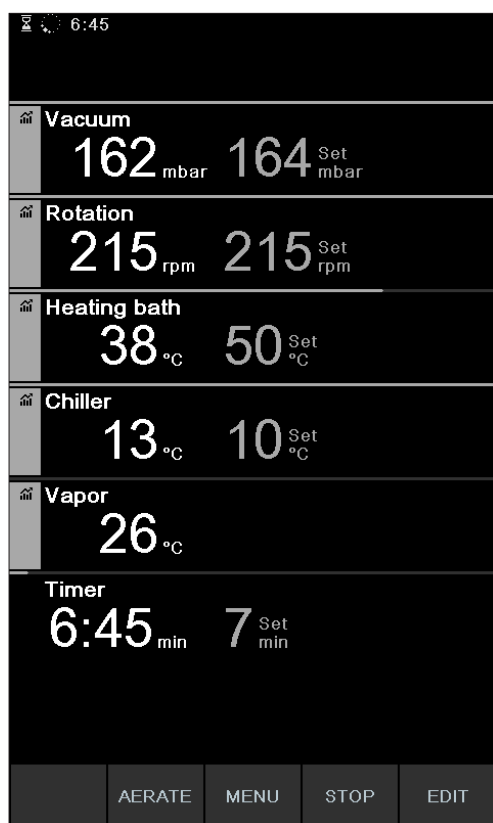 6:45
Vacuum
162 mbar 164 Set mbar
Rotation
215 rpm 215 Set rpm
Heating bath
38 °C 50 Set °C
Chiller
13 °C 10 Set °C
Vapor
26 °C
Timer
6:45 min 7 Set min
AERATE MENU STOP EDIT